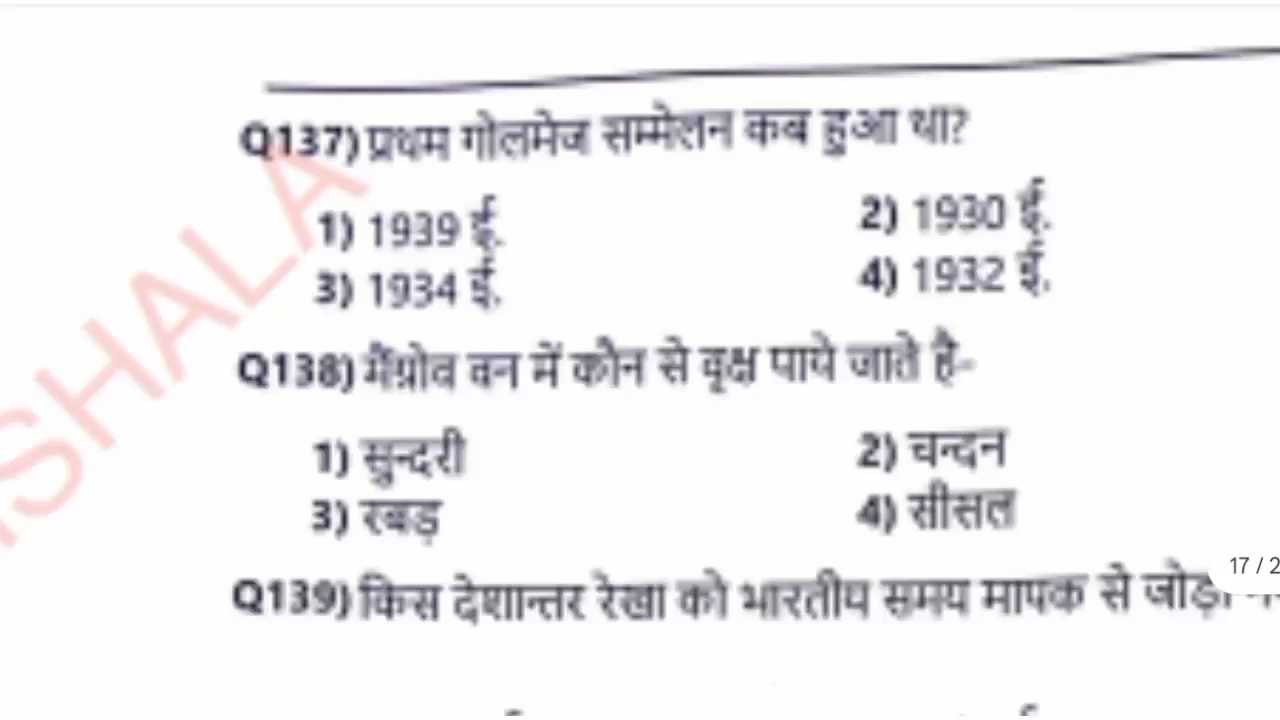 Q137) प्रथम गोलमेज सम्मेलन कब हुआ था?
1) 1939 ई.
2) 1930 ई.
3) 1934 ई.
4) 1932 ई.
Q138) मैंग्रोव वन में कौन से वृक्ष पाये जाते है-
1) सुन्दरी
2) चन्दन
3) रबड़
4) सीसल
17 / 2
Q139) किस देशान्तर रेखा को भारतीय समय मापक से जोड़ा
SHALA